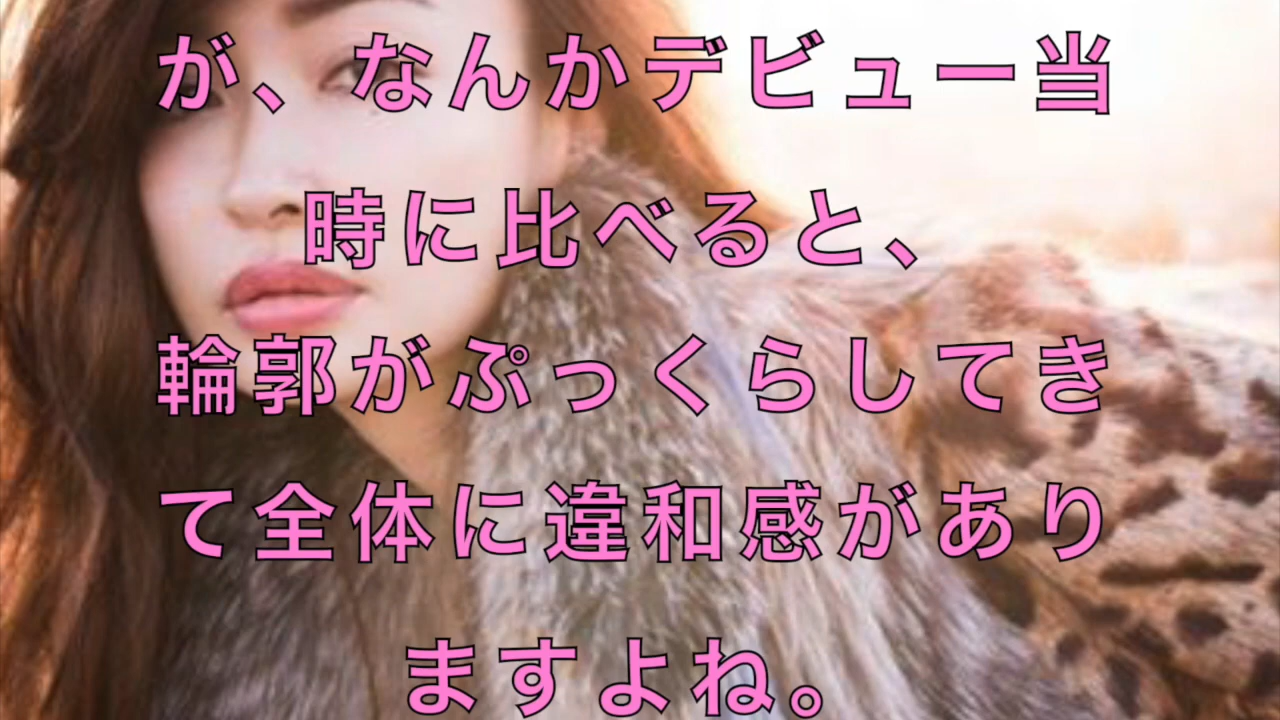 が、なんかデビュー当
時に比べると、
輪郭がぷっくらしてき
て全体に違和感があり
ますよね。